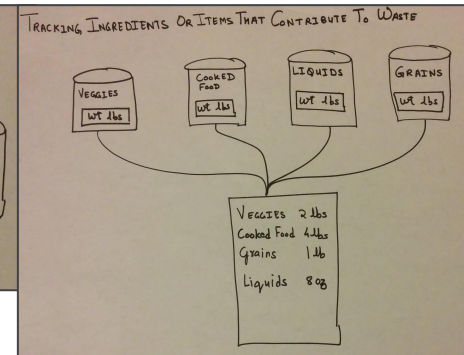 TRACKING INGREDIENTS OR ITEMS THAT CONTRIBUTE TO WASTE
VEGGIES
wt lbs
COOKED
FOOD
wt lbs
LIQUIDS
wt lbs
GRAINS
wt lbs
VEGGIES 2 lbs
Cooked Food 4 lbs
Grains 1 lb
Liquids 8 oz